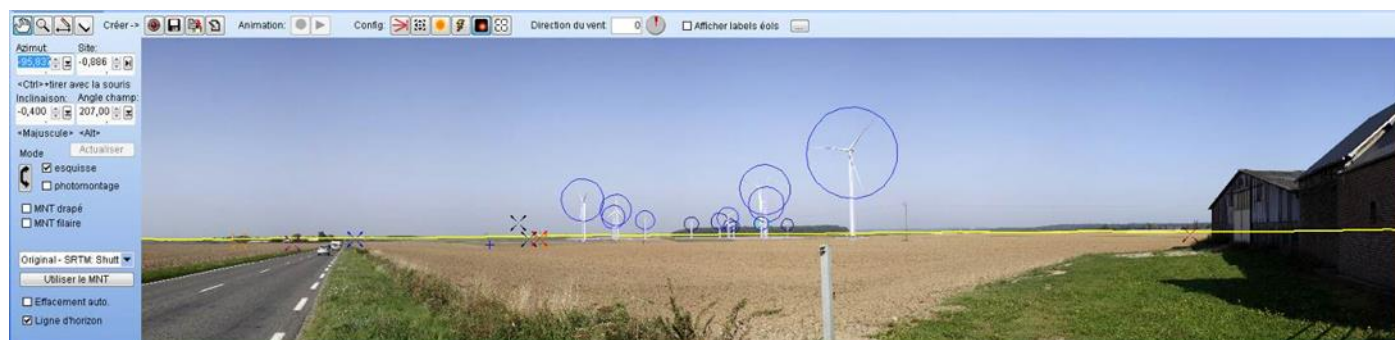 Créer -> Animation: Config: Direction du vent: 0 Afficher labels éols ...
Azimut: Site:
-95,837 -0,886
<Ctrl>+tirer avec la souris
Inclinaison: Angle champ:
-0,400 207,00
<Majuscule> <Alt>
Mode Actualiser
esquisse
photomontage
MNT drapé
MNT filaire
Original - SRTM: Shutt
Utiliser le MNT
Effacement auto.
Ligne d'horizon